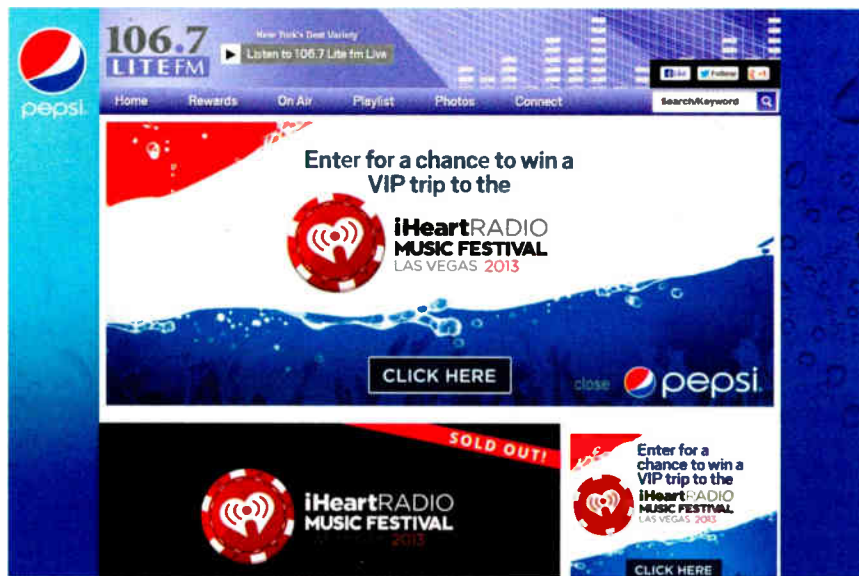 106.7
LITE FM
New York's Best Variety
Listen to 106.7 Lite fm Live
Like
Follow
+1
pepsi
Home Rewards On Air Playlist Photos Connect
Search/Keyword
Enter for a chance to win a
VIP trip to the
iHeartRADIO
MUSIC FESTIVAL
LAS VEGAS 2013
CLICK HERE
close
pepsi
SOLD OUT!
iHeartRADIO
MUSIC FESTIVAL
2013
Enter for a
chance to win a
VIP trip to the
iHeartRADIO
MUSIC FESTIVAL
LAS VEGAS 2013
CLICK HERE